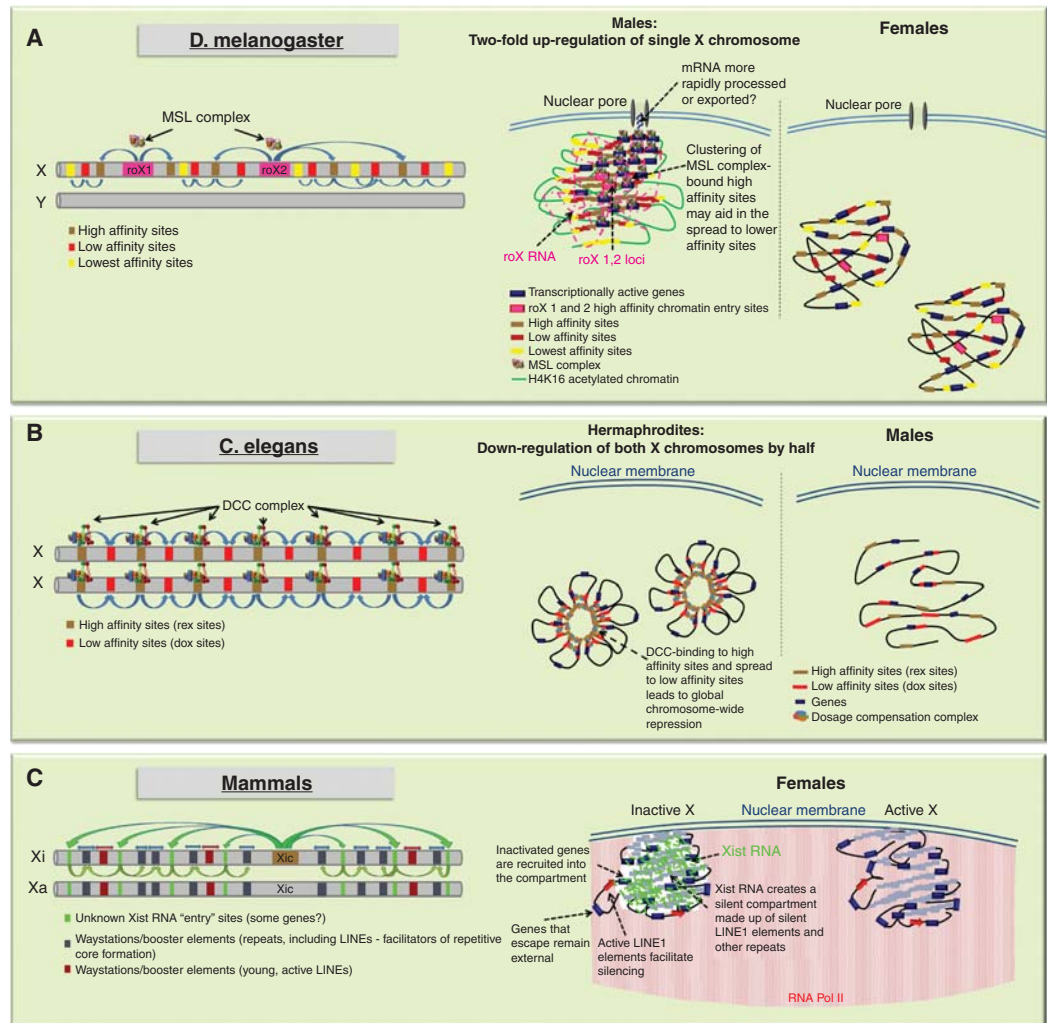 A
D. melanogaster
MSL complex
X
roX1
roX2
Y
High affinity sites
Low affinity sites
Lowest affinity sites
Males:
Two-fold up-regulation of single X chromosome
mRNA more
rapidly processed
or exported?
Nuclear pore
Clustering of
MSL complex-
bound high
affinity sites
may aid in the
spread to lower
affinity sites
roX RNA
roX 1,2 loci
Transcriptionally active genes
roX 1 and 2 high affinity chromatin entry sites
High affinity sites
Low affinity sites
Lowest affinity sites
MSL complex
H4K16 acetylated chromatin
Females
Nuclear pore
B
C. elegans
DCC complex
X
X
High affinity sites (rex sites)
Low affinity sites (dox sites)
Hermaphrodites:
Down-regulation of both X chromosomes by half
Nuclear membrane
DCC-binding to high
affinity sites and spread
to low affinity sites
leads to global
chromosome-wide
repression
Males
Nuclear membrane
High affinity sites (rex sites)
Low affinity sites (dox sites)
Genes
Dosage compensation complex
C
Mammals
Xi
Xic
Xa
Xic
Unknown Xist RNA "entry" sites (some genes?)
Waystations/booster elements (repeats, including LINEs - facilitators of repetitive
core formation)
Waystations/booster elements (young, active LINEs)
Females
Inactive X
Nuclear membrane
Active X
Inactivated genes
are recruited into
the compartment
Xist RNA
Genes that
escape remain
external
Active LINE1
elements facilitate
silencing
Xist RNA creates a
silent compartment
made up of silent
LINE1 elements and
other repeats
RNA Pol II